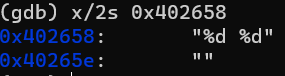 (gdb) x/2s 0x402658
0x402658:       "%d %d"
0x40265e:       ""